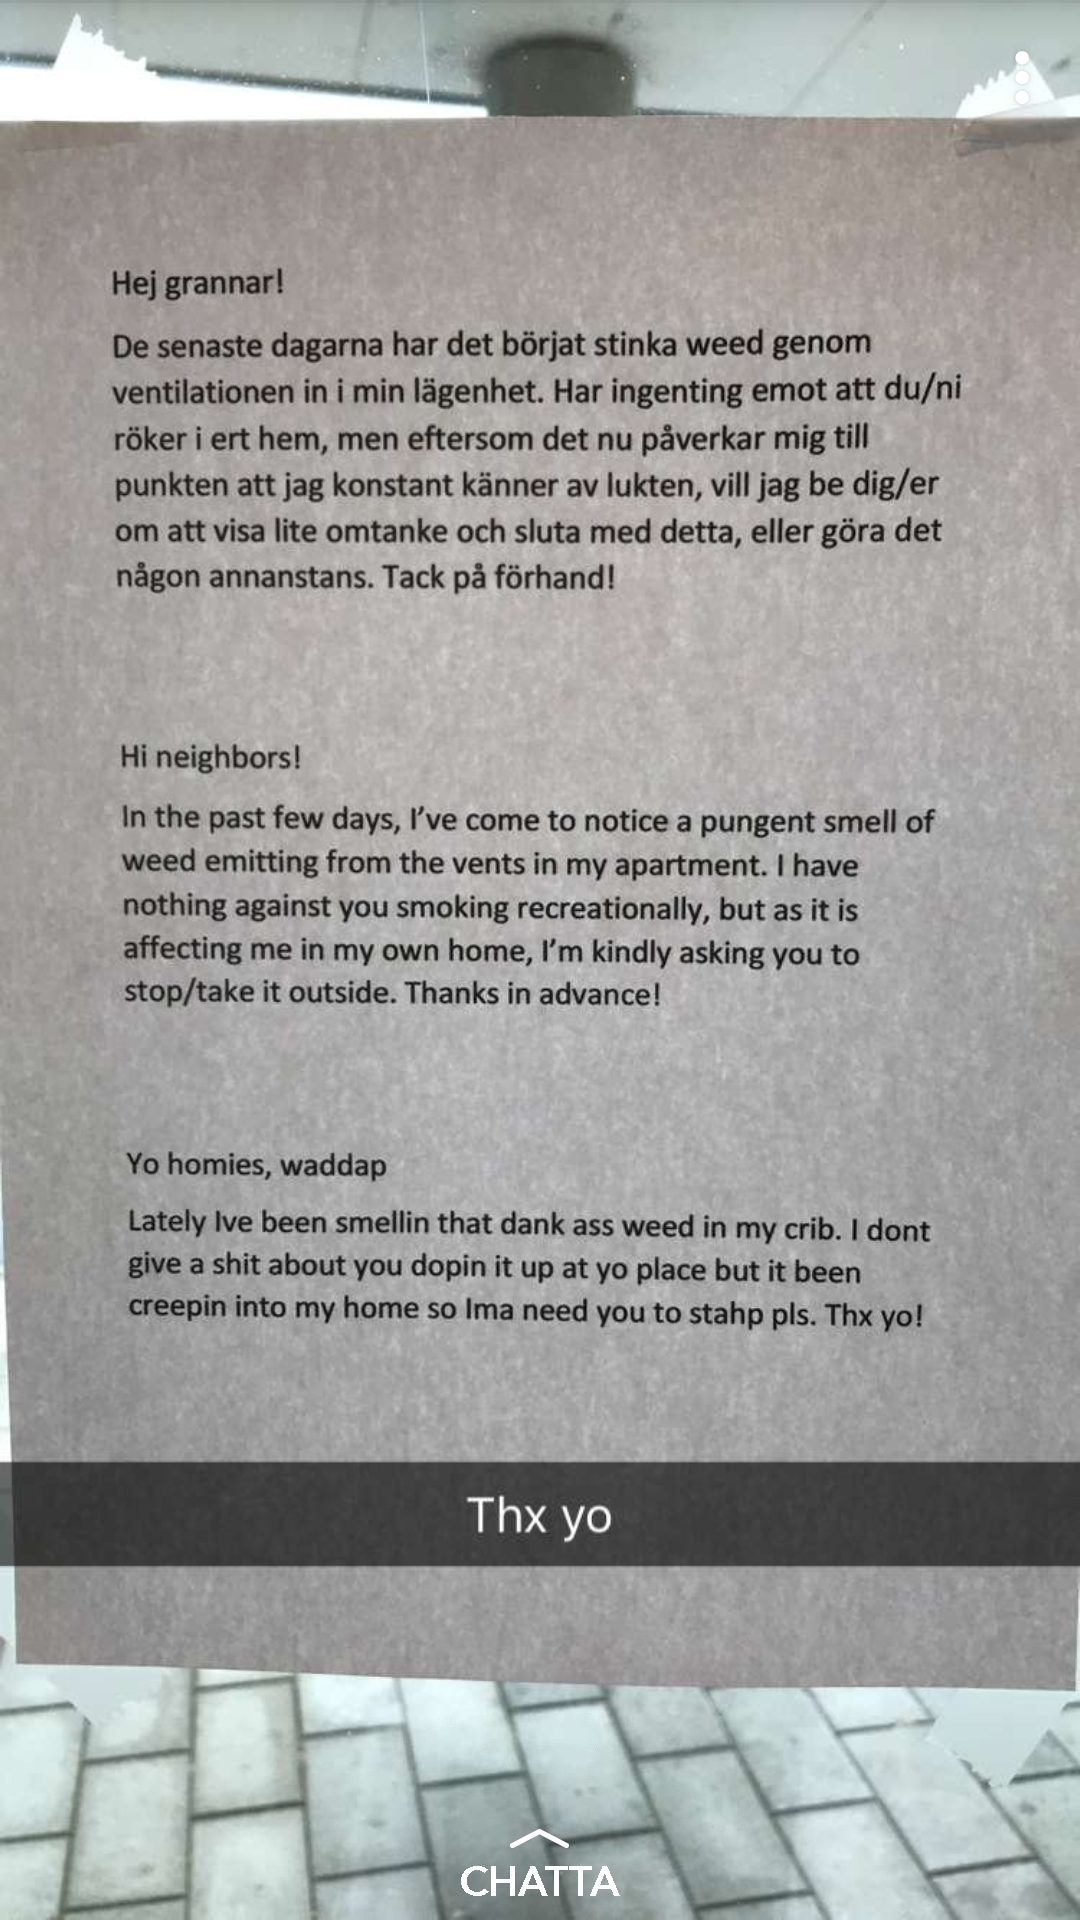 Hej grannar!
De senaste dagarna har det börjat stinka weed genom
ventilationen in i min lägenhet. Har ingenting emot att du/ni
röker i ert hem, men eftersom det nu påverkar mig till
punkten att jag konstant känner av lukten, vill jag be dig/er
om att visa lite omtanke och sluta med detta, eller göra det
någon annanstans. Tack på förhand!
Hi neighbors!
In the past few days, I’ve come to notice a pungent smell of
weed emitting from the vents in my apartment. I have
nothing against you smoking recreationally, but as it is
affecting me in my own home, I’m kindly asking you to
stop/take it outside. Thanks in advance!
Yo homies, waddap
Lately Ive been smellin that dank ass weed in my crib. I dont
give a shit about you dopin it up at yo place but it been
creepin into my home so Ima need you to stahp pls. Thx yo!
Thx yo
CHATTA